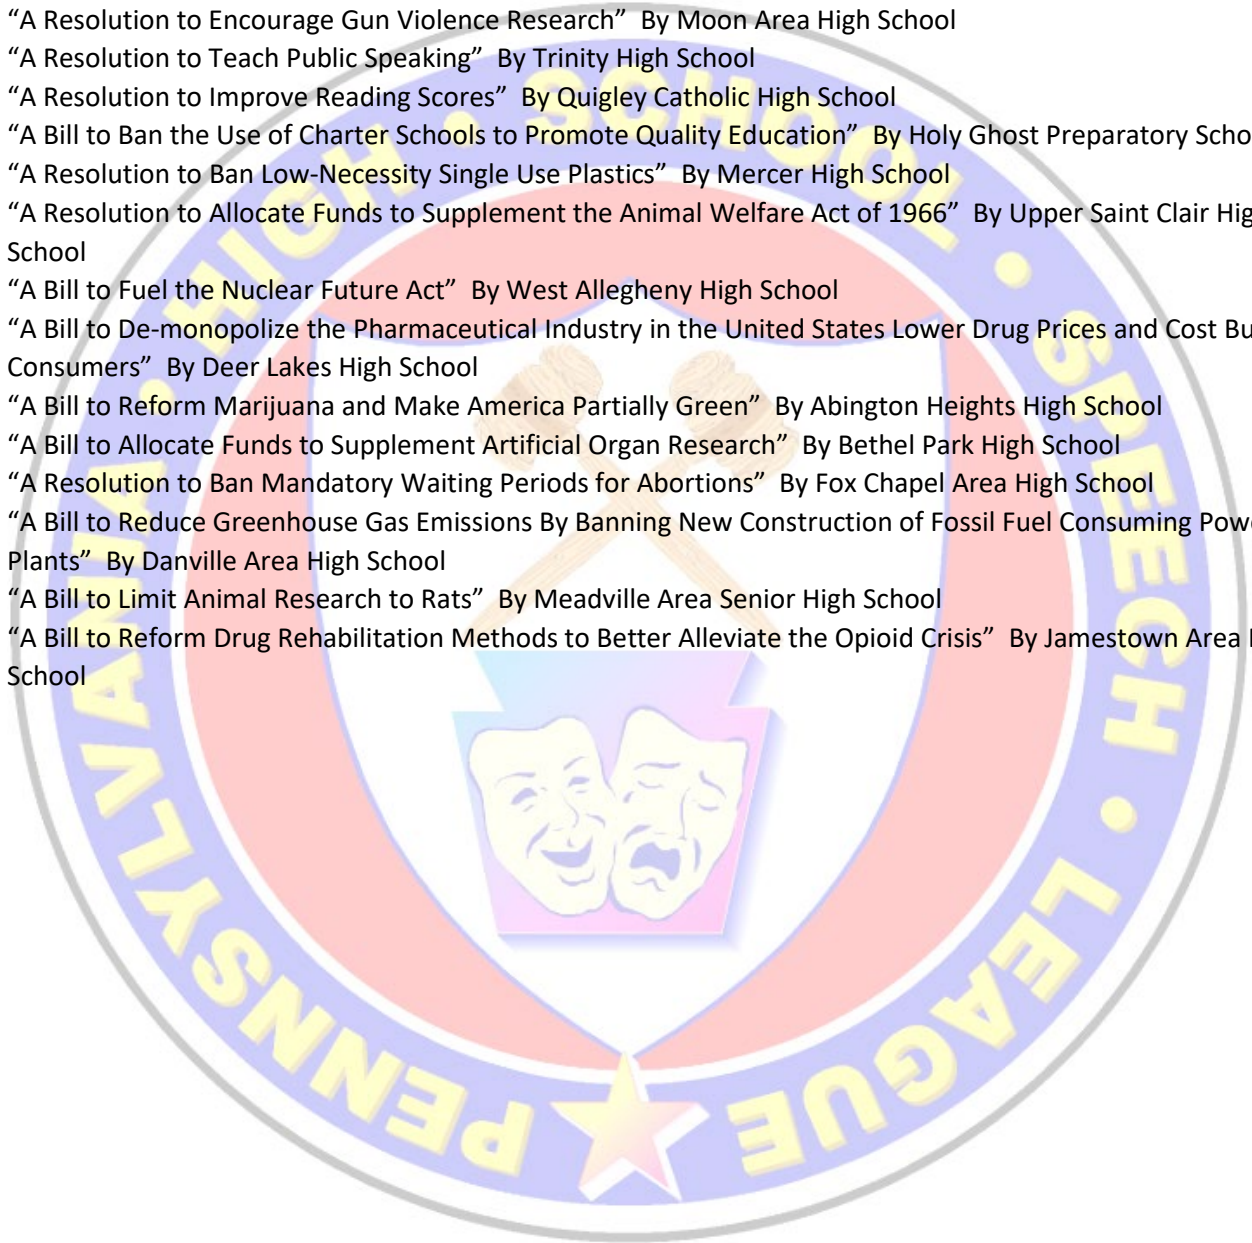 “A Resolution to Encourage Gun Violence Research” By Moon Area High School
“A Resolution to Teach Public Speaking” By Trinity High School
“A Resolution to Improve Reading Scores” By Quigley Catholic High School
“A Bill to Ban the Use of Charter Schools to Promote Quality Education” By Holy Ghost Preparatory Scho
“A Resolution to Ban Low-Necessity Single Use Plastics” By Mercer High School
“A Resolution to Allocate Funds to Supplement the Animal Welfare Act of 1966” By Upper Saint Clair Hig
School
“A Bill to Fuel the Nuclear Future Act” By West Allegheny High School
“A Bill to De-monopolize the Pharmaceutical Industry in the United States Lower Drug Prices and Cost Bu
Consumers” By Deer Lakes High School
“A Bill to Reform Marijuana and Make America Partially Green” By Abington Heights High School
“A Bill to Allocate Funds to Supplement Artificial Organ Research” By Bethel Park High School
“A Resolution to Ban Mandatory Waiting Periods for Abortions” By Fox Chapel Area High School
“A Bill to Reduce Greenhouse Gas Emissions By Banning New Construction of Fossil Fuel Consuming Powe
Plants” By Danville Area High School
“A Bill to Limit Animal Research to Rats” By Meadville Area Senior High School
“A Bill to Reform Drug Rehabilitation Methods to Better Alleviate the Opioid Crisis” By Jamestown Area
School
PENNSYLVANIA • HIGH • SCHOOL • SPEECH • LEAGUE